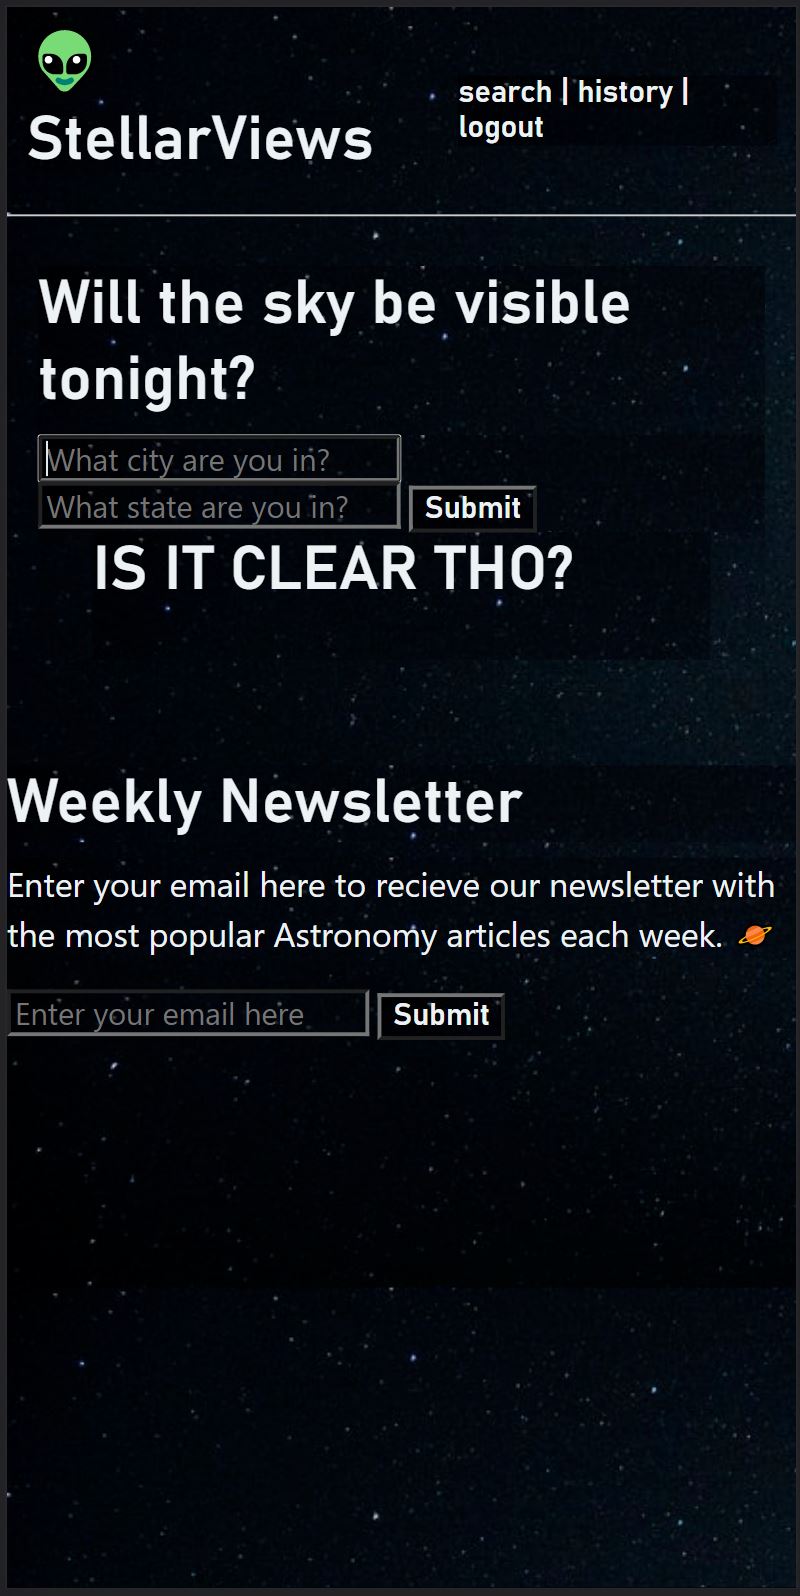 StellarViews
search | history |
logout
Will the sky be visible
tonight?
What city are you in?
What state are you in?
Submit
IS IT CLEAR THO?
Weekly Newsletter
Enter your email here to recieve our newsletter with
the most popular Astronomy articles each week. 🪐
Enter your email here
Submit